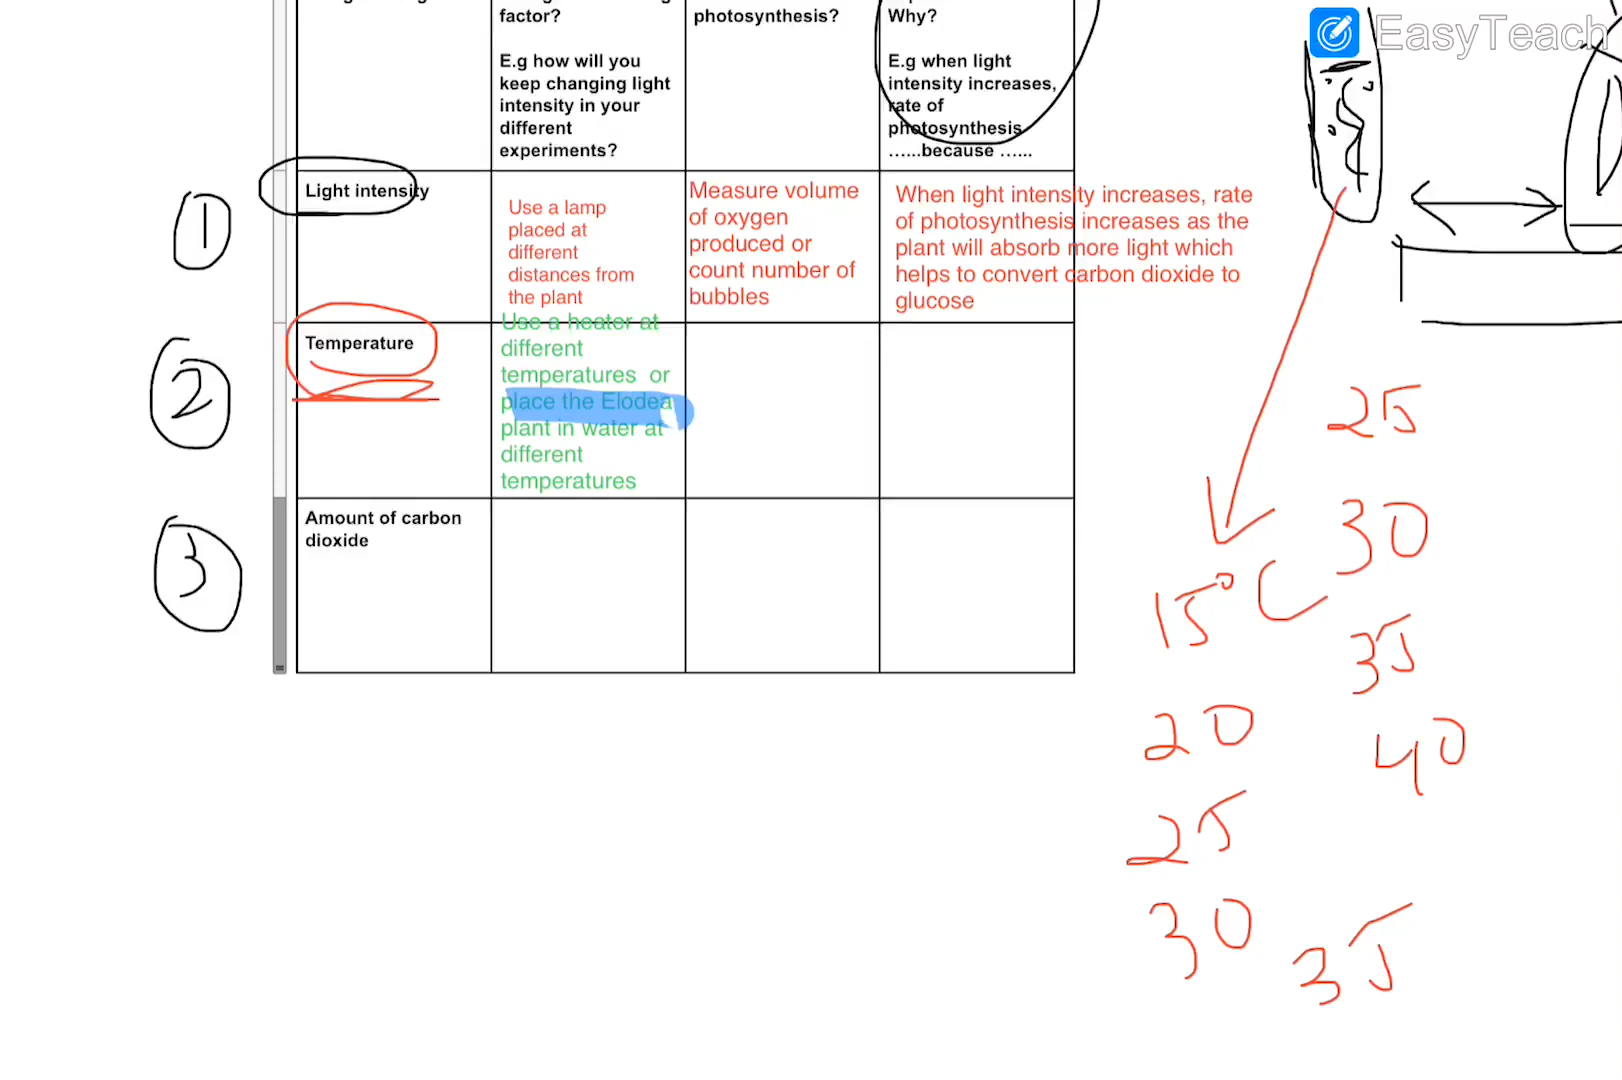 factor?
E.g how will you
keep changing light
intensity in your
different
experiments?
photosynthesis?
Why?
E.g when light
intensity increases,
rate of
photosynthesis
......because ......
EasyTeach
1
Light intensity
Use a lamp
placed at
different
distances from
the plant
Measure volume
of oxygen
produced or
count number of
bubbles
When light intensity increases, rate
of photosynthesis increases as the
plant will absorb more light which
helps to convert carbon dioxide to
glucose
2
Temperature
Use a heater at
different
temperatures or
place the Elodea
plant in water at
different
temperatures
3
Amount of carbon
dioxide
15°C
20
25
30
35
25
30
35
40